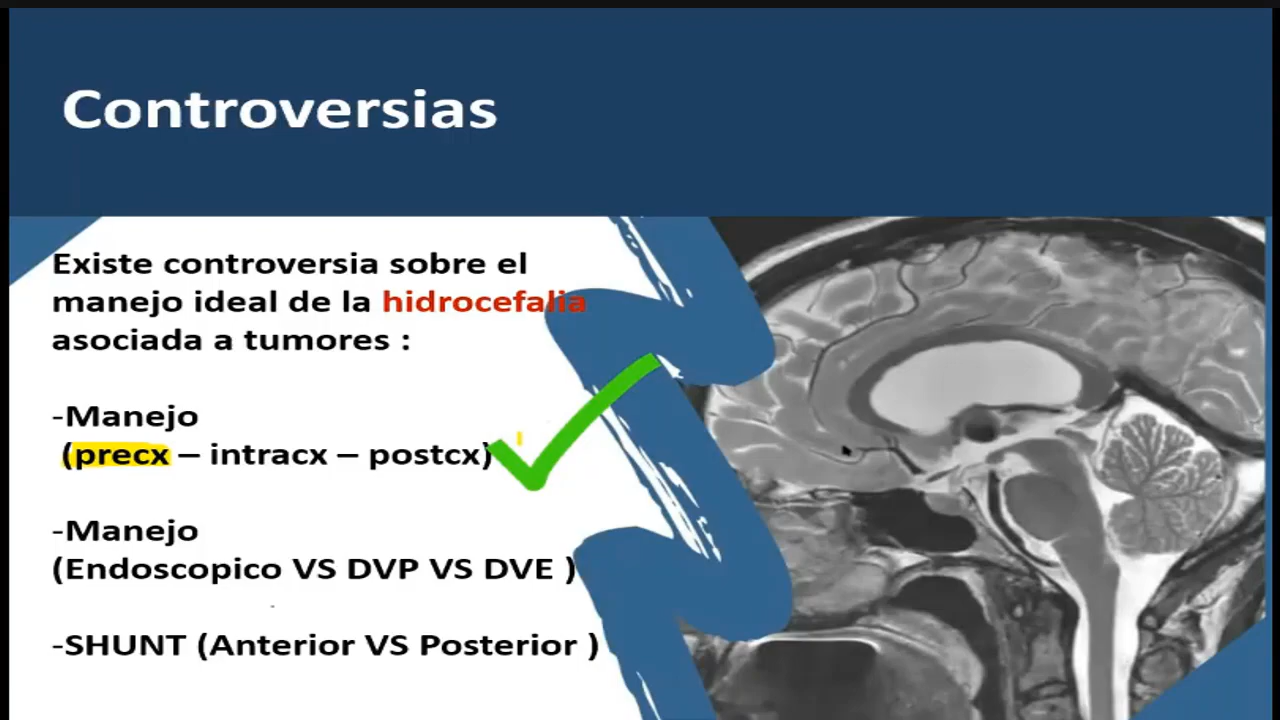 Controversias
Existe controversia sobre el
manejo ideal de la hidrocefalia
asociada a tumores :
-Manejo
(precx – intracx – postcx)
-Manejo
(Endoscopico VS DVP VS DVE )
-SHUNT (Anterior VS Posterior )